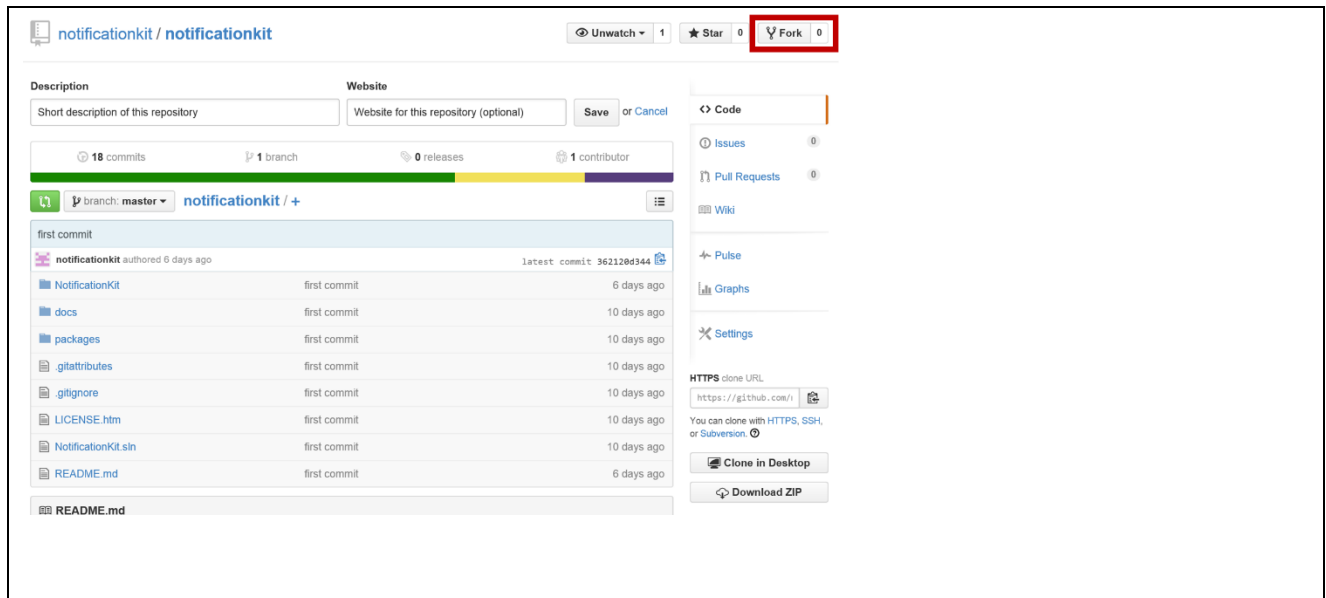 notificationkit / notificationkit
Unwatch 1 Star 0 Fork 0
Description Website
Short description of this repository Website for this repository (optional) Save or Cancel
18 commits 1 branch 0 releases 1 contributor
branch: master notificationkit / +
first commit
notificationkit authored 6 days ago latest commit 362120d344
NotificationKit first commit 6 days ago
docs first commit 10 days ago
packages first commit 10 days ago
.gitattributes first commit 10 days ago
.gitignore first commit 10 days ago
LICENSE.htm first commit 10 days ago
NotificationKit.sln first commit 10 days ago
README.md first commit 6 days ago
README.md
<> Code
Issues 0
Pull Requests 0
Wiki
Pulse
Graphs
Settings
HTTPS clone URL
https://github.com/
You can clone with HTTPS, SSH,
or Subversion.
Clone in Desktop
Download ZIP